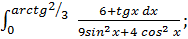 ∫₀^(arctg²/₃) (6+tgx dx)/(9sin² x+4 cos² x);